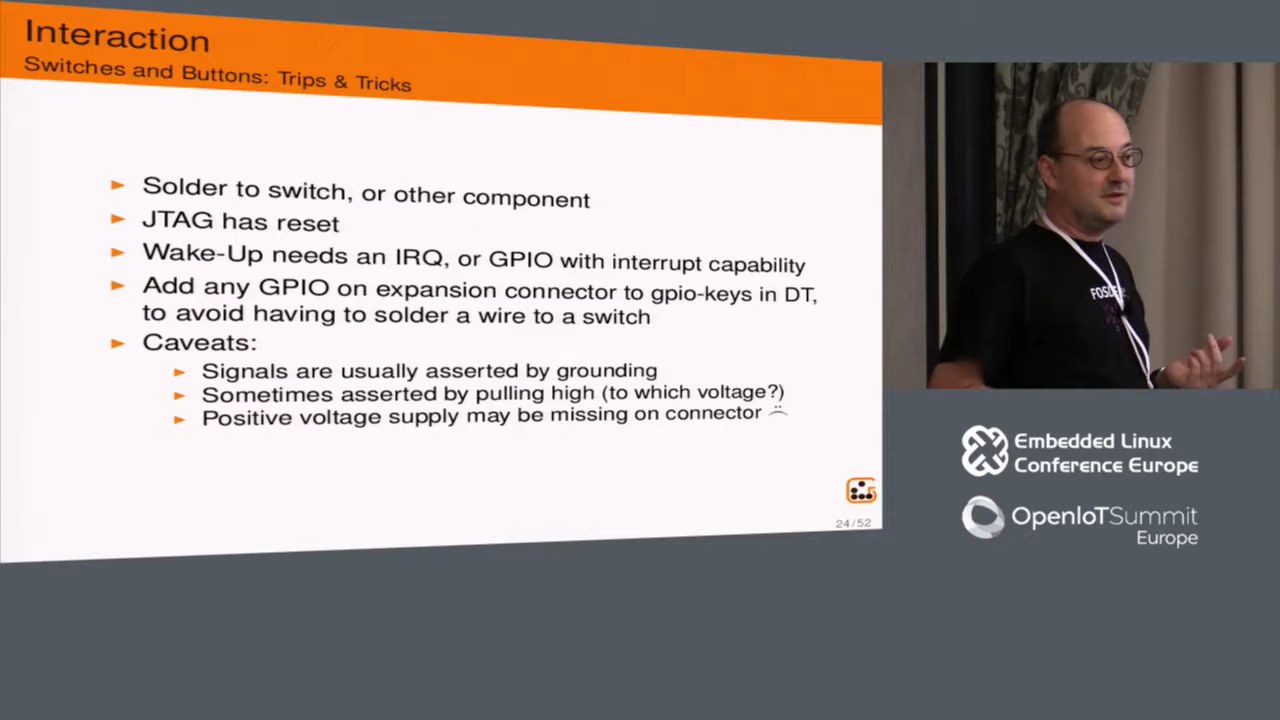 Interaction
Switches and Buttons: Trips & Tricks
Solder to switch, or other component
JTAG has reset
Wake-Up needs an IRQ, or GPIO with interrupt capability
Add any GPIO on expansion connector to gpio-keys in DT,
to avoid having to solder a wire to a switch
Caveats:
Signals are usually asserted by grounding
Sometimes asserted by pulling high (to which voltage?)
Positive voltage supply may be missing on connector
24/52
Embedded Linux
Conference Europe
OpenIoTSummit
Europe